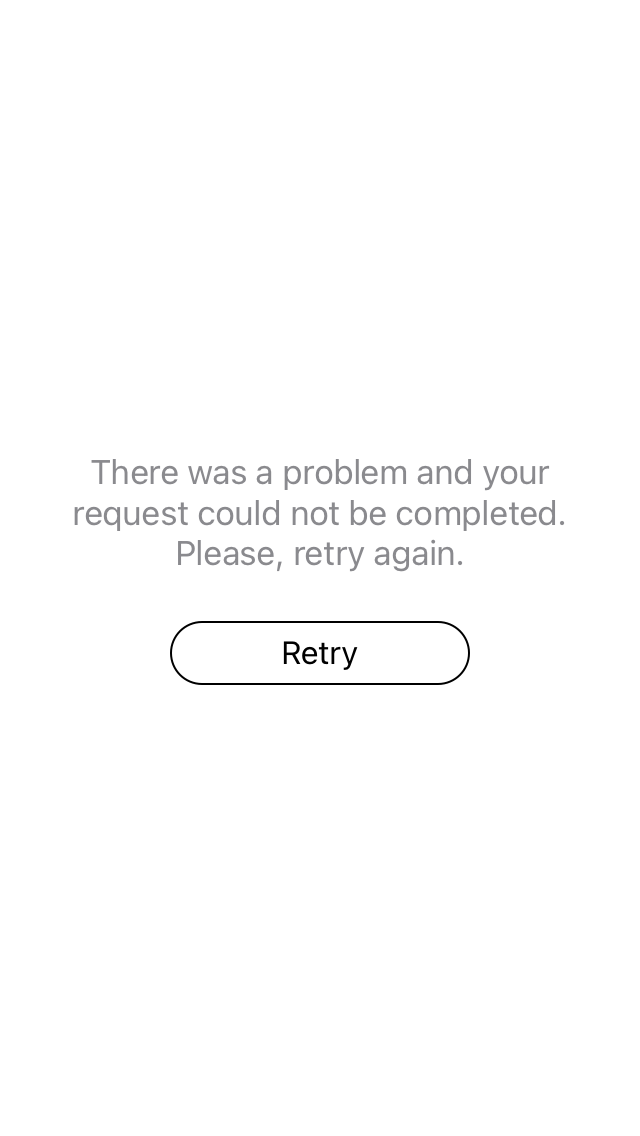 There was a problem and your
request could not be completed.
Please, retry again.
Retry